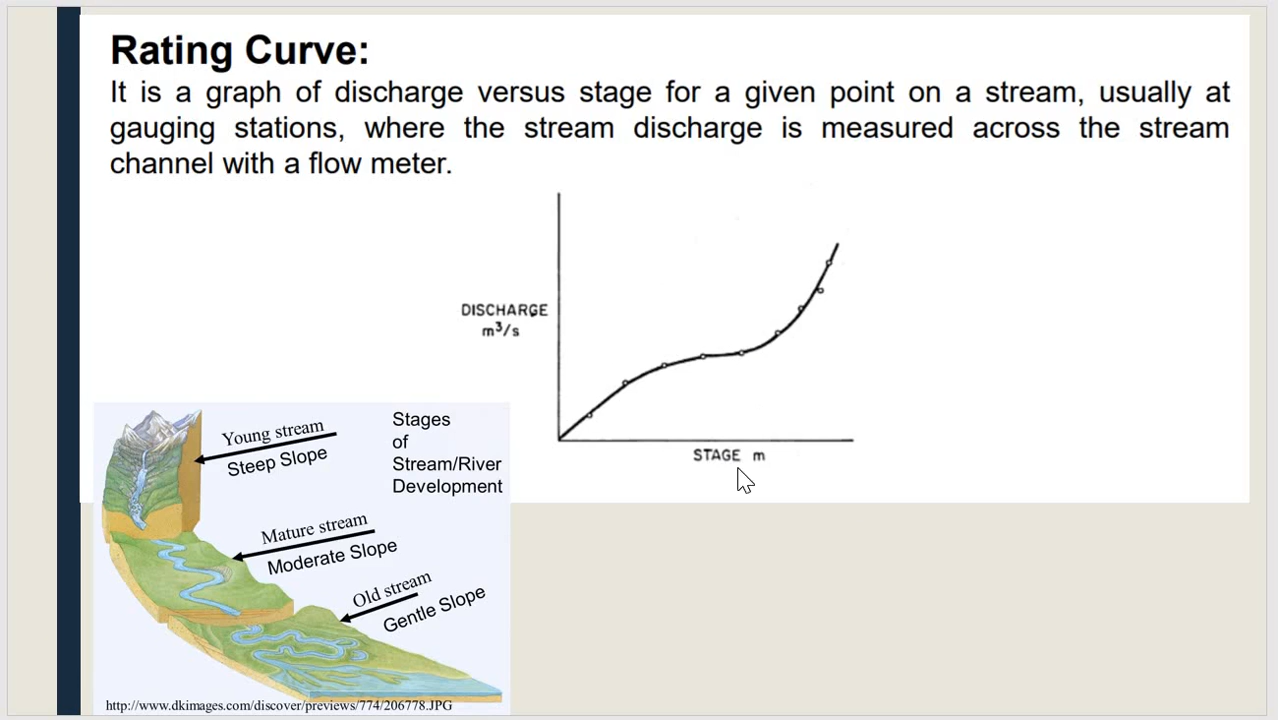 Rating Curve:
It is a graph of discharge versus stage for a given point on a stream, usually at
gauging stations, where the stream discharge is measured across the stream
channel with a flow meter.
DISCHARGE
m³/s
STAGE m
Young stream
Steep Slope
Stages
of
Stream/River
Development
Mature stream
Moderate Slope
Old stream
Gentle Slope
http://www.dkimages.com/discover/previews/774/206778.JPG